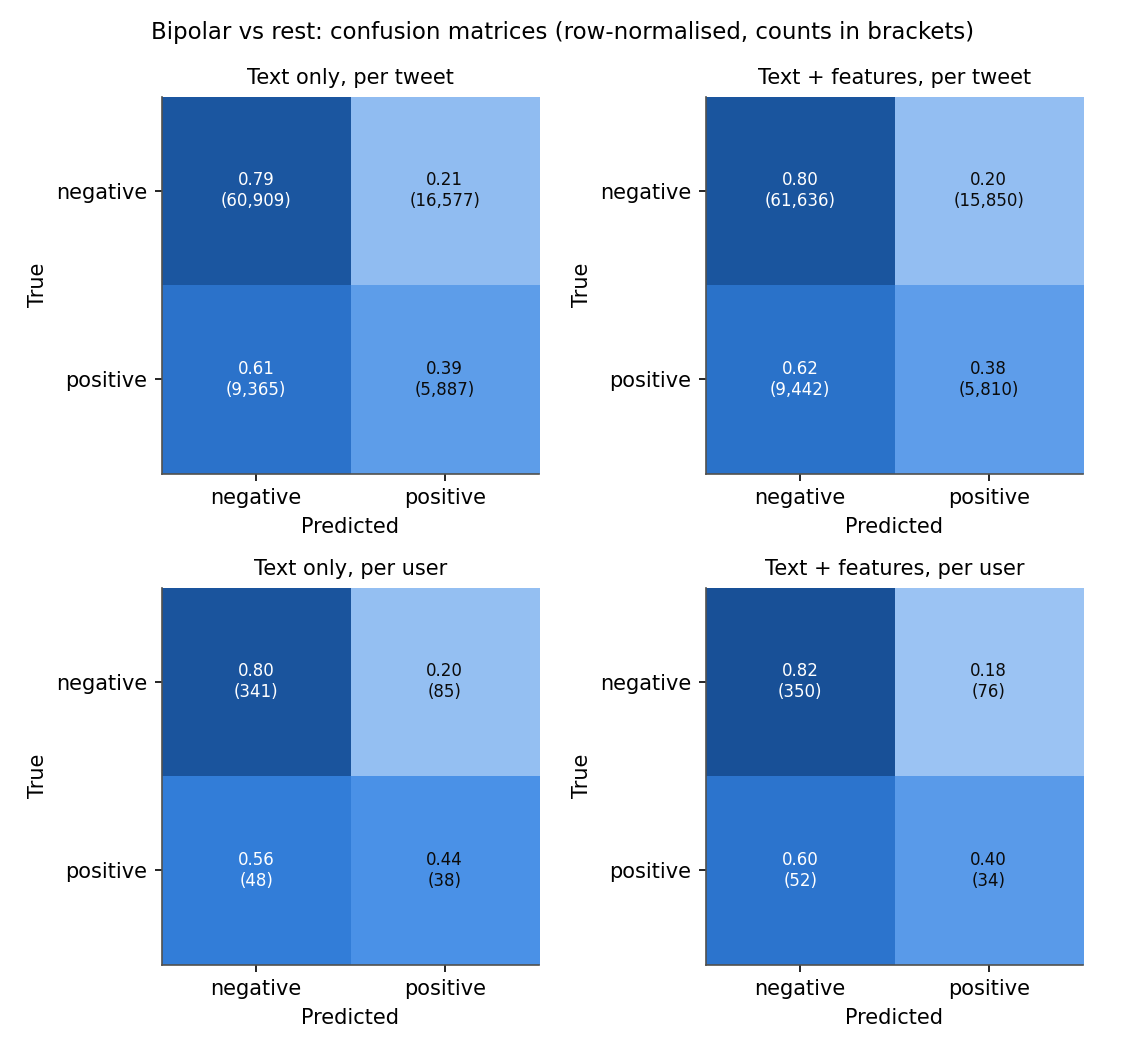 Bipolar vs rest: confusion matrices (row-normalised, counts in brackets)
Text only, per tweet
True
negative
positive
0.79
(60,909)
0.21
(16,577)
0.61
(9,365)
0.39
(5,887)
negative
positive
Predicted
Text + features, per tweet
True
negative
positive
0.80
(61,636)
0.20
(15,850)
0.62
(9,442)
0.38
(5,810)
negative
positive
Predicted
Text only, per user
True
negative
positive
0.80
(341)
0.20
(85)
0.56
(48)
0.44
(38)
negative
positive
Predicted
Text + features, per user
True
negative
positive
0.82
(350)
0.18
(76)
0.60
(52)
0.40
(34)
negative
positive
Predicted